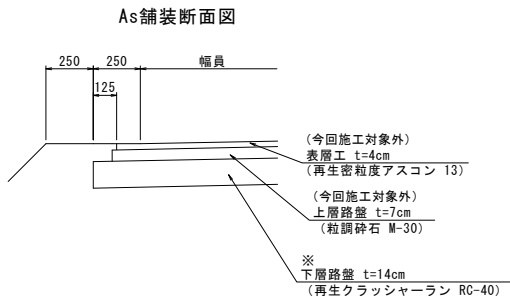 As舗装断面図
250 250 幅員
125
(今回施工対象外)
表層工 t=4cm
(再生密粒度アスコン 13)
(今回施工対象外)
上層路盤 t=7cm
(粒調砕石 M-30)
※
下層路盤 t=14cm
(再生クラッシャーラン RC-40)